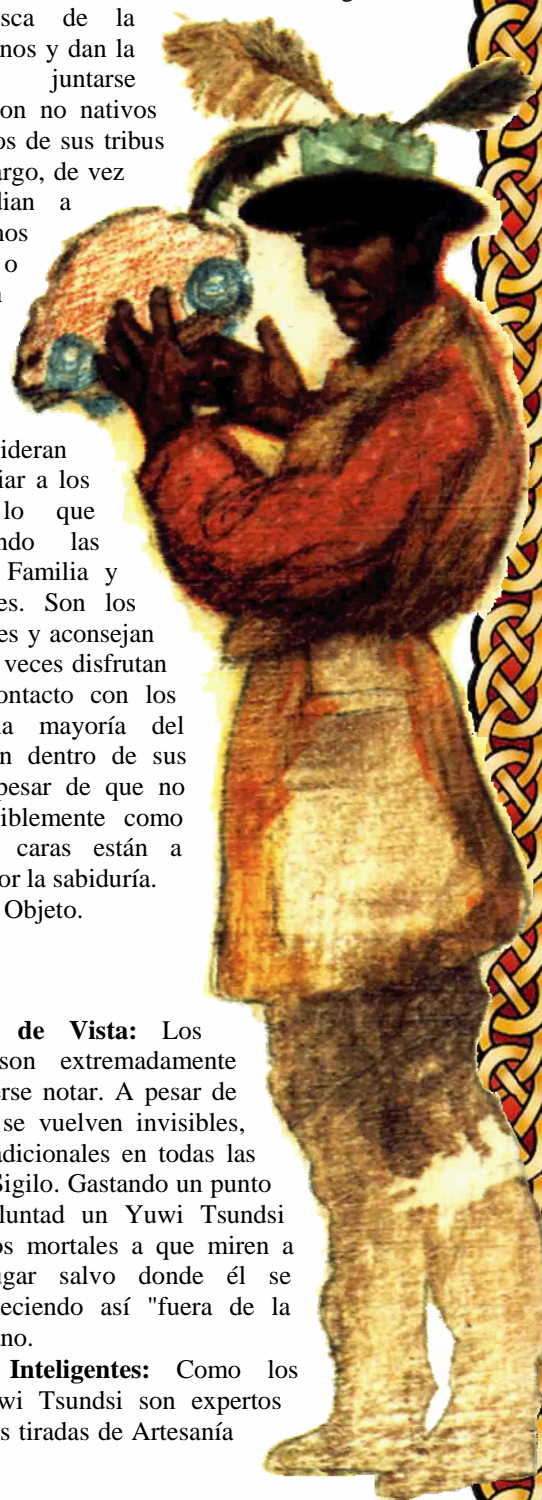 sca de la
nos y dan la
juntarse
on no nativos
os de sus tribus
argo, de vez
dian a
nos
o
ideran
iar a los
lo que
ndo las
Familia y
es. Son los
es y aconsejan
veces disfrutan
ontacto con los
la mayoría del
n dentro de sus
pesar de que no
iblemente como
caras están a
or la sabiduría.
Objeto.
de Vista: Los
son extremadamente
erse notar. A pesar de
se vuelven invisibles,
adicionales en todas las
Sigilo. Gastando un punto
luntad un Yuwi Tsundsi
os mortales a que miren a
ugar salvo donde él se
eciendo así "fuera de la
ano.
Inteligentes: Como los
wi Tsundsi son expertos
s tiradas de Artesanía